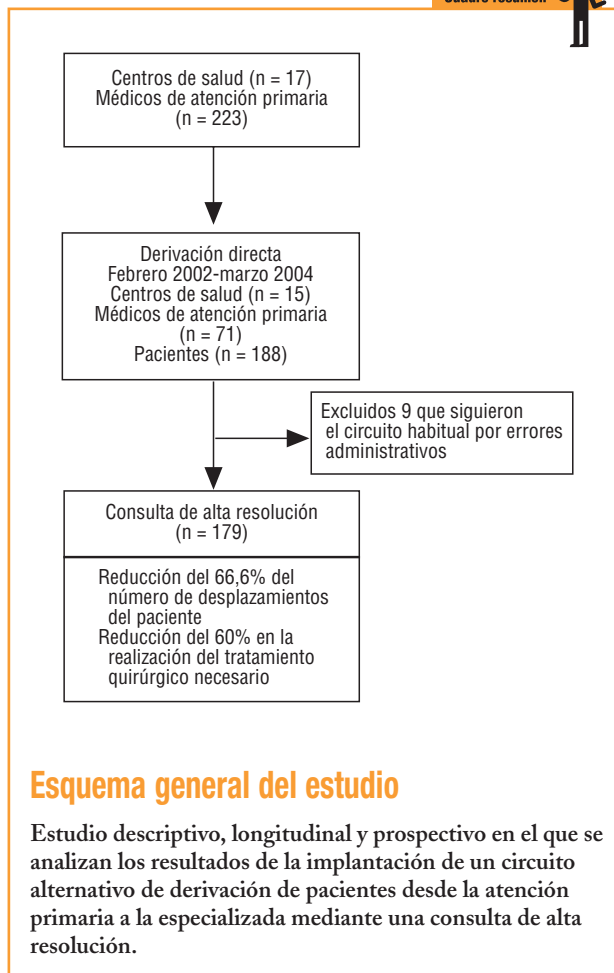 Cuadro resumen
Centros de salud (n = 17)
Médicos de atención primaria
(n = 223)
Derivación directa
Febrero 2002-marzo 2004
Centros de salud (n = 15)
Médicos de atención primaria
(n = 71)
Pacientes (n = 188)
Excluidos 9 que siguieron
el circuito habitual por errores
administrativos
Consulta de alta resolución
(n = 179)
Reducción del 66,6% del
número de desplazamientos
del paciente
Reducción del 60% en la
realización del tratamiento
quirúrgico necesario
Esquema general del estudio
Estudio descriptivo, longitudinal y prospectivo en el que se
analizan los resultados de la implantación de un circuito
alternativo de derivación de pacientes desde la atención
primaria a la especializada mediante una consulta de alta
resolución.